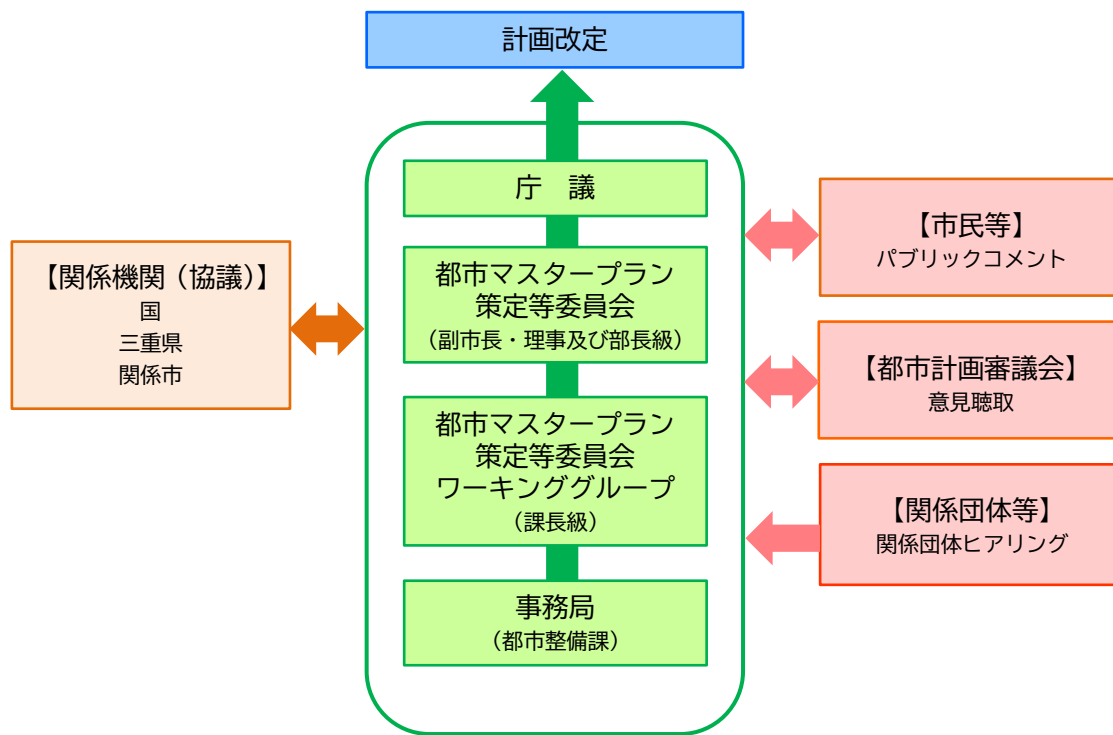 計画改定
庁　議
都市マスタープラン
策定等委員会
（副市長・理事及び部長級）
都市マスタープラン
策定等委員会
ワーキンググループ
（課長級）
事務局
（都市整備課）
【関係機関（協議）】
国
三重県
関係市
【市民等】
パブリックコメント
【都市計画審議会】
意見聴取
【関係団体等】
関係団体ヒアリング